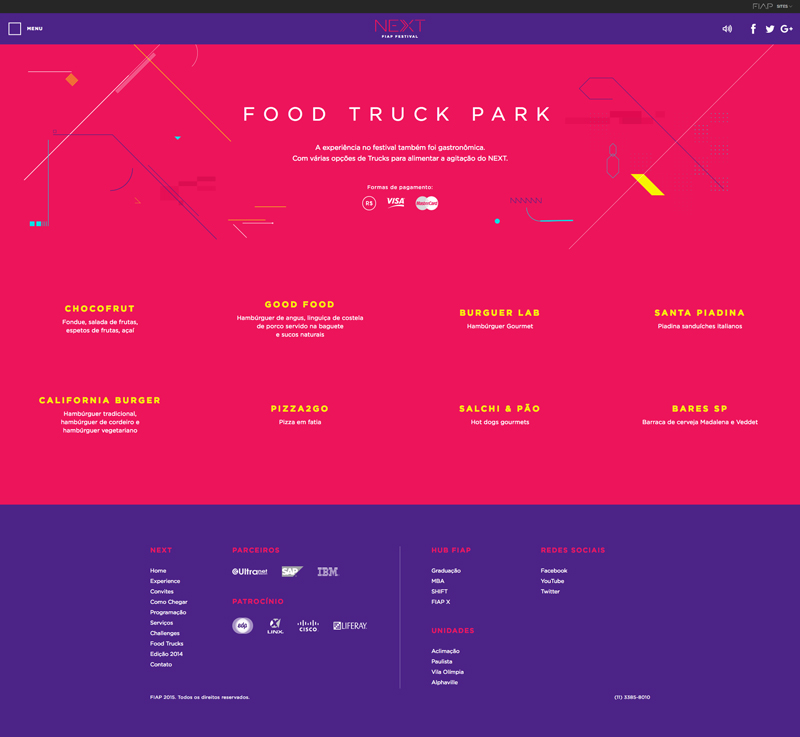 FIAP SITES
MENU
NEXT
FIAP FESTIVAL
FOOD TRUCK PARK
A experiência no festival também foi gastronômica.
Com várias opções de Trucks para alimentar a agitação do NEXT.
Formas de pagamento:
R$ VISA MasterCard
CHOCOFRUT
Fondue, salada de frutas,
espetos de frutas, açaí
GOOD FOOD
Hambúrguer de angus, linguiça de costela
de porco servido na baguete
e sucos naturais
BURGUER LAB
Hambúrguer Gourmet
SANTA PIADINA
Piadina sanduíches italianos
CALIFORNIA BURGER
Hambúrguer tradicional,
hambúrguer de cordeiro e
hambúrguer vegetariano
PIZZA2GO
Pizza em fatia
SALCHI & PÃO
Hot dogs gourmets
BARES SP
Barraca de cerveja Madalena e Veddet
NEXT
Home
Experience
Convites
Como Chegar
Programação
Serviços
Challenges
Food Trucks
Edição 2014
Contato
PARCEIROS
Ultranet SAP IBM
PATROCÍNIO
edp LINX CISCO LIFERAY
HUB FIAP
Graduação
MBA
SHIFT
FIAP X
UNIDADES
Aclimação
Paulista
Vila Olímpia
Alphaville
REDES SOCIAIS
Facebook
YouTube
Twitter
FIAP 2015. Todos os direitos reservados.
(11) 3385-8010